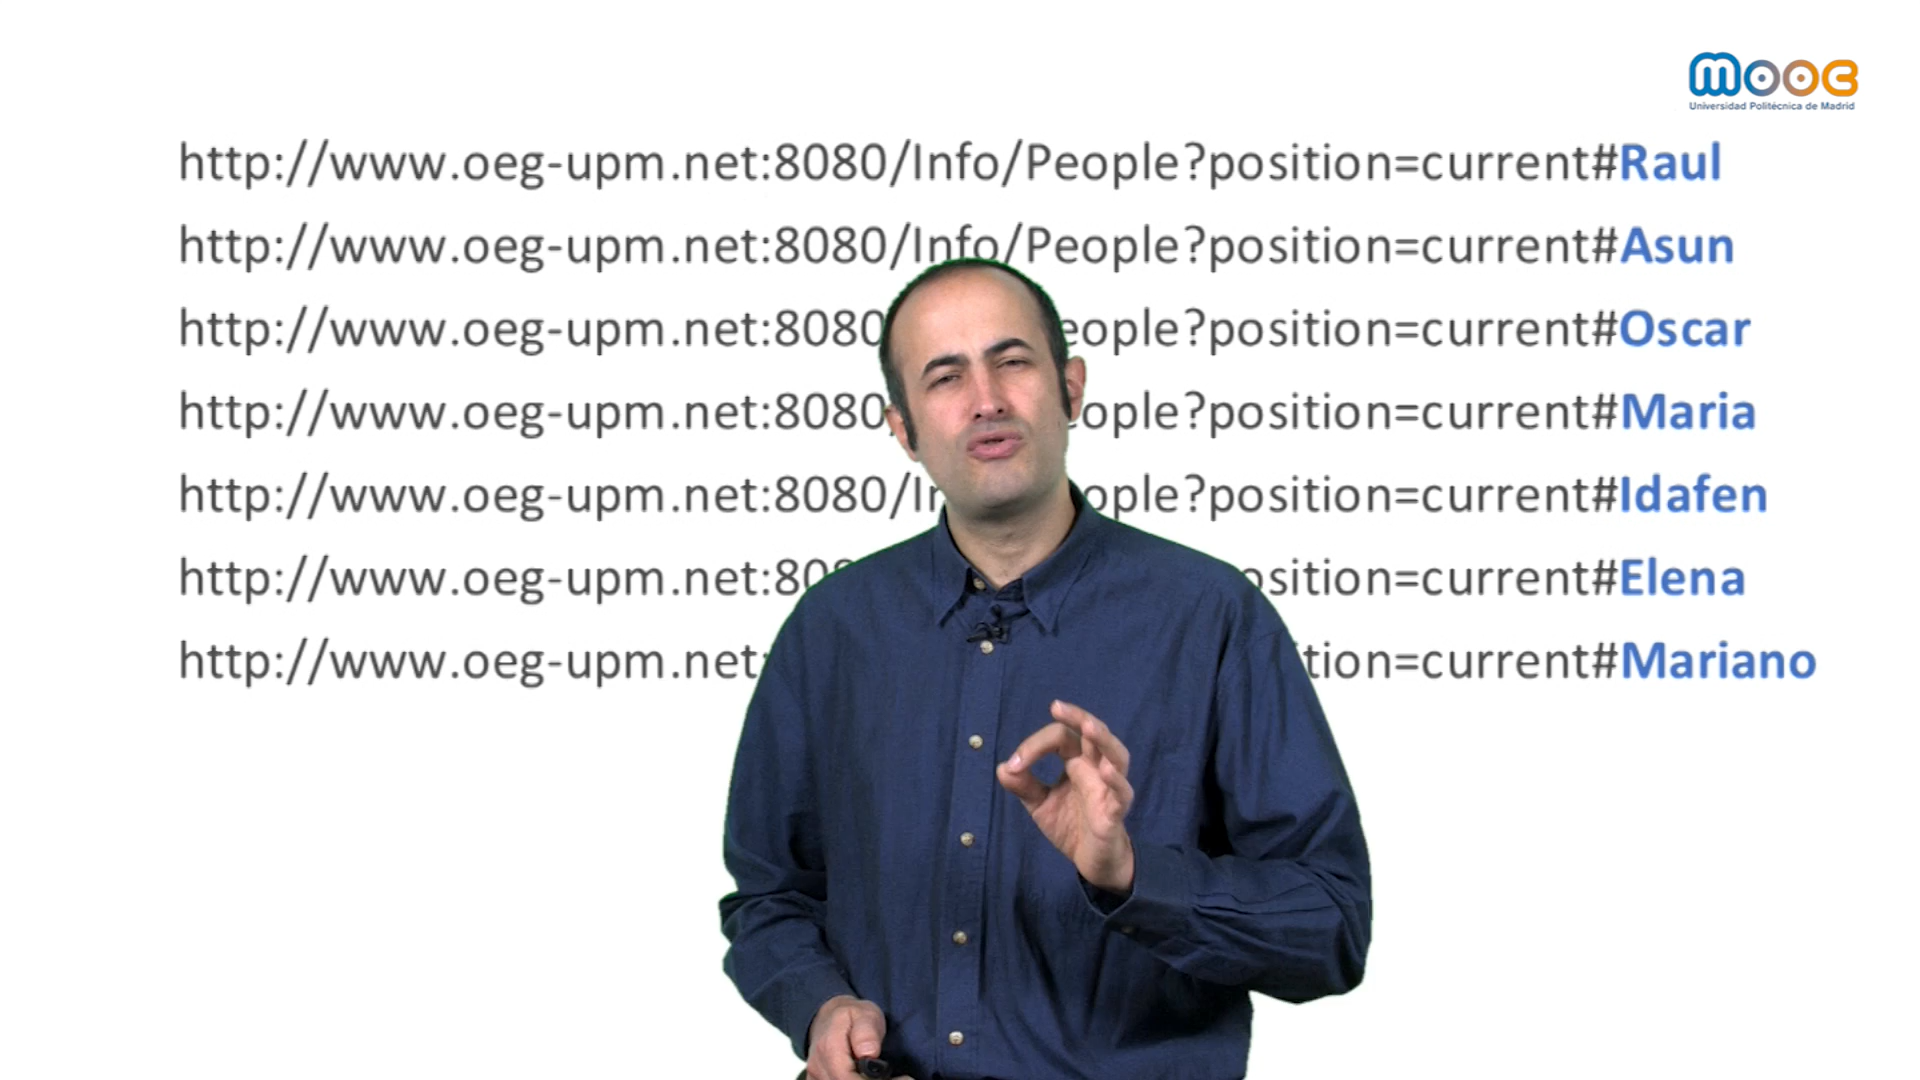 mooc
Universidad Politécnica de Madrid
http://www.oeg-upm.net:8080/Info/People?position=current#Raul
http://www.oeg-upm.net:8080/Info/People?position=current#Asun
http://www.oeg-upm.net:8080 eople?position=current#Oscar
http://www.oeg-upm.net:8080 ople?position=current#Maria
http://www.oeg-upm.net:8080/In ople?position=current#Idafen
http://www.oeg-upm.net:80 osition=current#Elena
http://www.oeg-upm.net: tion=current#Mariano